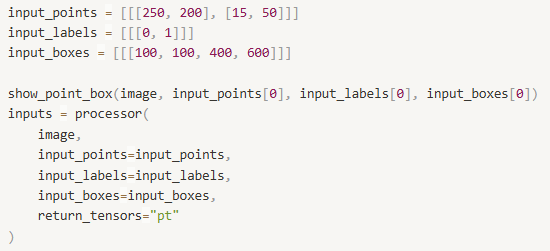 input_points = [[[250, 200], [15, 50]]]
input_labels = [[[0, 1]]]
input_boxes = [[[100, 100, 400, 600]]]

show_point_box(image, input_points[0], input_labels[0], input_boxes[0])
inputs = processor(
    image,
    input_points=input_points,
    input_labels=input_labels,
    input_boxes=input_boxes,
    return_tensors="pt"
)